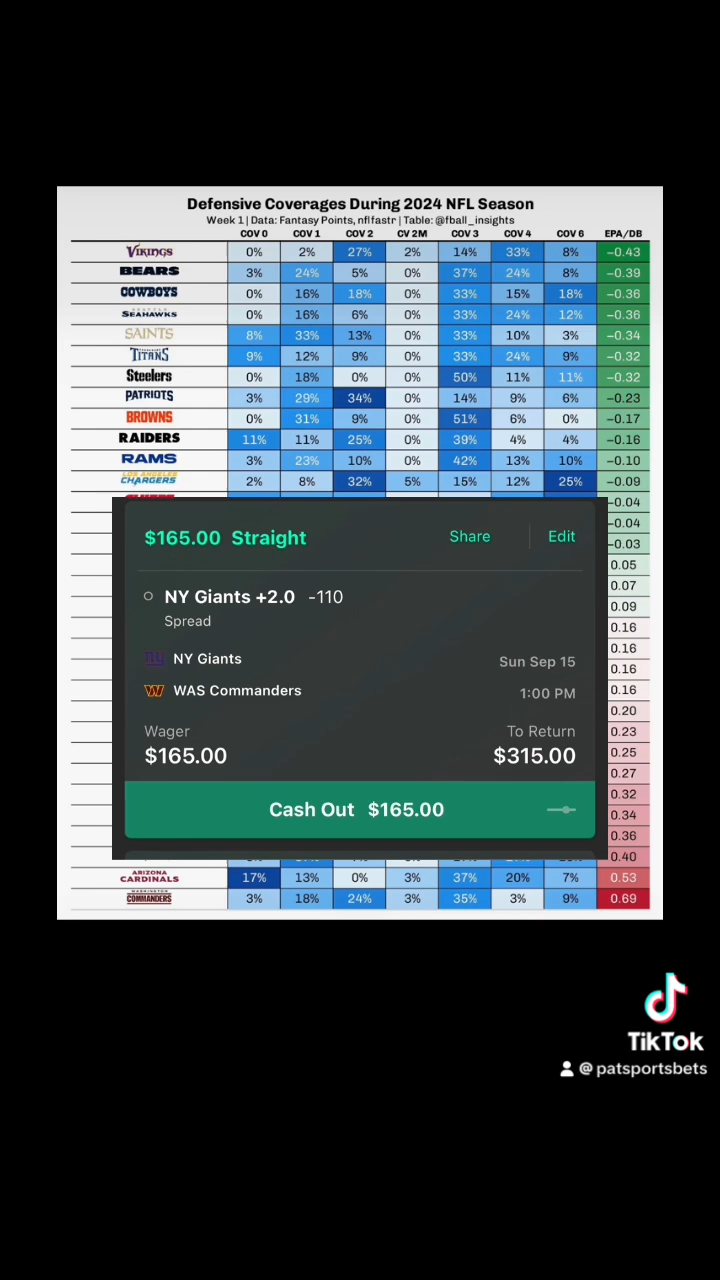 Defensive Coverages During 2024 NFL Season
Week 1 | Data: Fantasy Points, nflfastr | Table: @fball_insights
COV 0 COV 1 COV 2 CV 2M COV 3 COV 4 COV 6 EPA/DB
VIKINGS 0% 2% 27% 2% 14% 33% 8% −0.43
BEARS 3% 24% 5% 0% 37% 24% 8% −0.39
COWBOYS 0% 16% 18% 0% 33% 15% 18% −0.36
SEAHAWKS 0% 16% 6% 0% 33% 24% 12% −0.36
SAINTS 8% 33% 13% 0% 33% 10% 3% −0.34
TITANS 9% 12% 9% 0% 33% 24% 9% −0.32
Steelers 0% 18% 0% 0% 50% 11% 11% −0.32
PATRIOTS 3% 29% 34% 0% 14% 9% 6% −0.23
BROWNS 0% 31% 9% 0% 51% 6% 0% −0.17
RAIDERS 11% 11% 25% 0% 39% 4% 4% −0.16
RAMS 3% 23% 10% 0% 42% 13% 10% −0.10
LOS ANGELES
CHARGERS 2% 8% 32% 5% 15% 12% 25% −0.09
−0.04
−0.04
−0.03
0.05
0.07
0.09
0.16
0.16
0.16
0.16
0.20
0.23
0.25
0.27
0.32
0.34
0.36
0.40
$165.00 Straight Share Edit
NY Giants +2.0 -110
Spread
NY Giants Sun Sep 15
WAS Commanders 1:00 PM
Wager To Return
$165.00 $315.00
Cash Out $165.00
ARIZONA
CARDINALS 17% 13% 0% 3% 37% 20% 7% 0.53
WASHINGTON
COMMANDERS 3% 18% 24% 3% 35% 3% 9% 0.69
TikTok
@patsportsbets